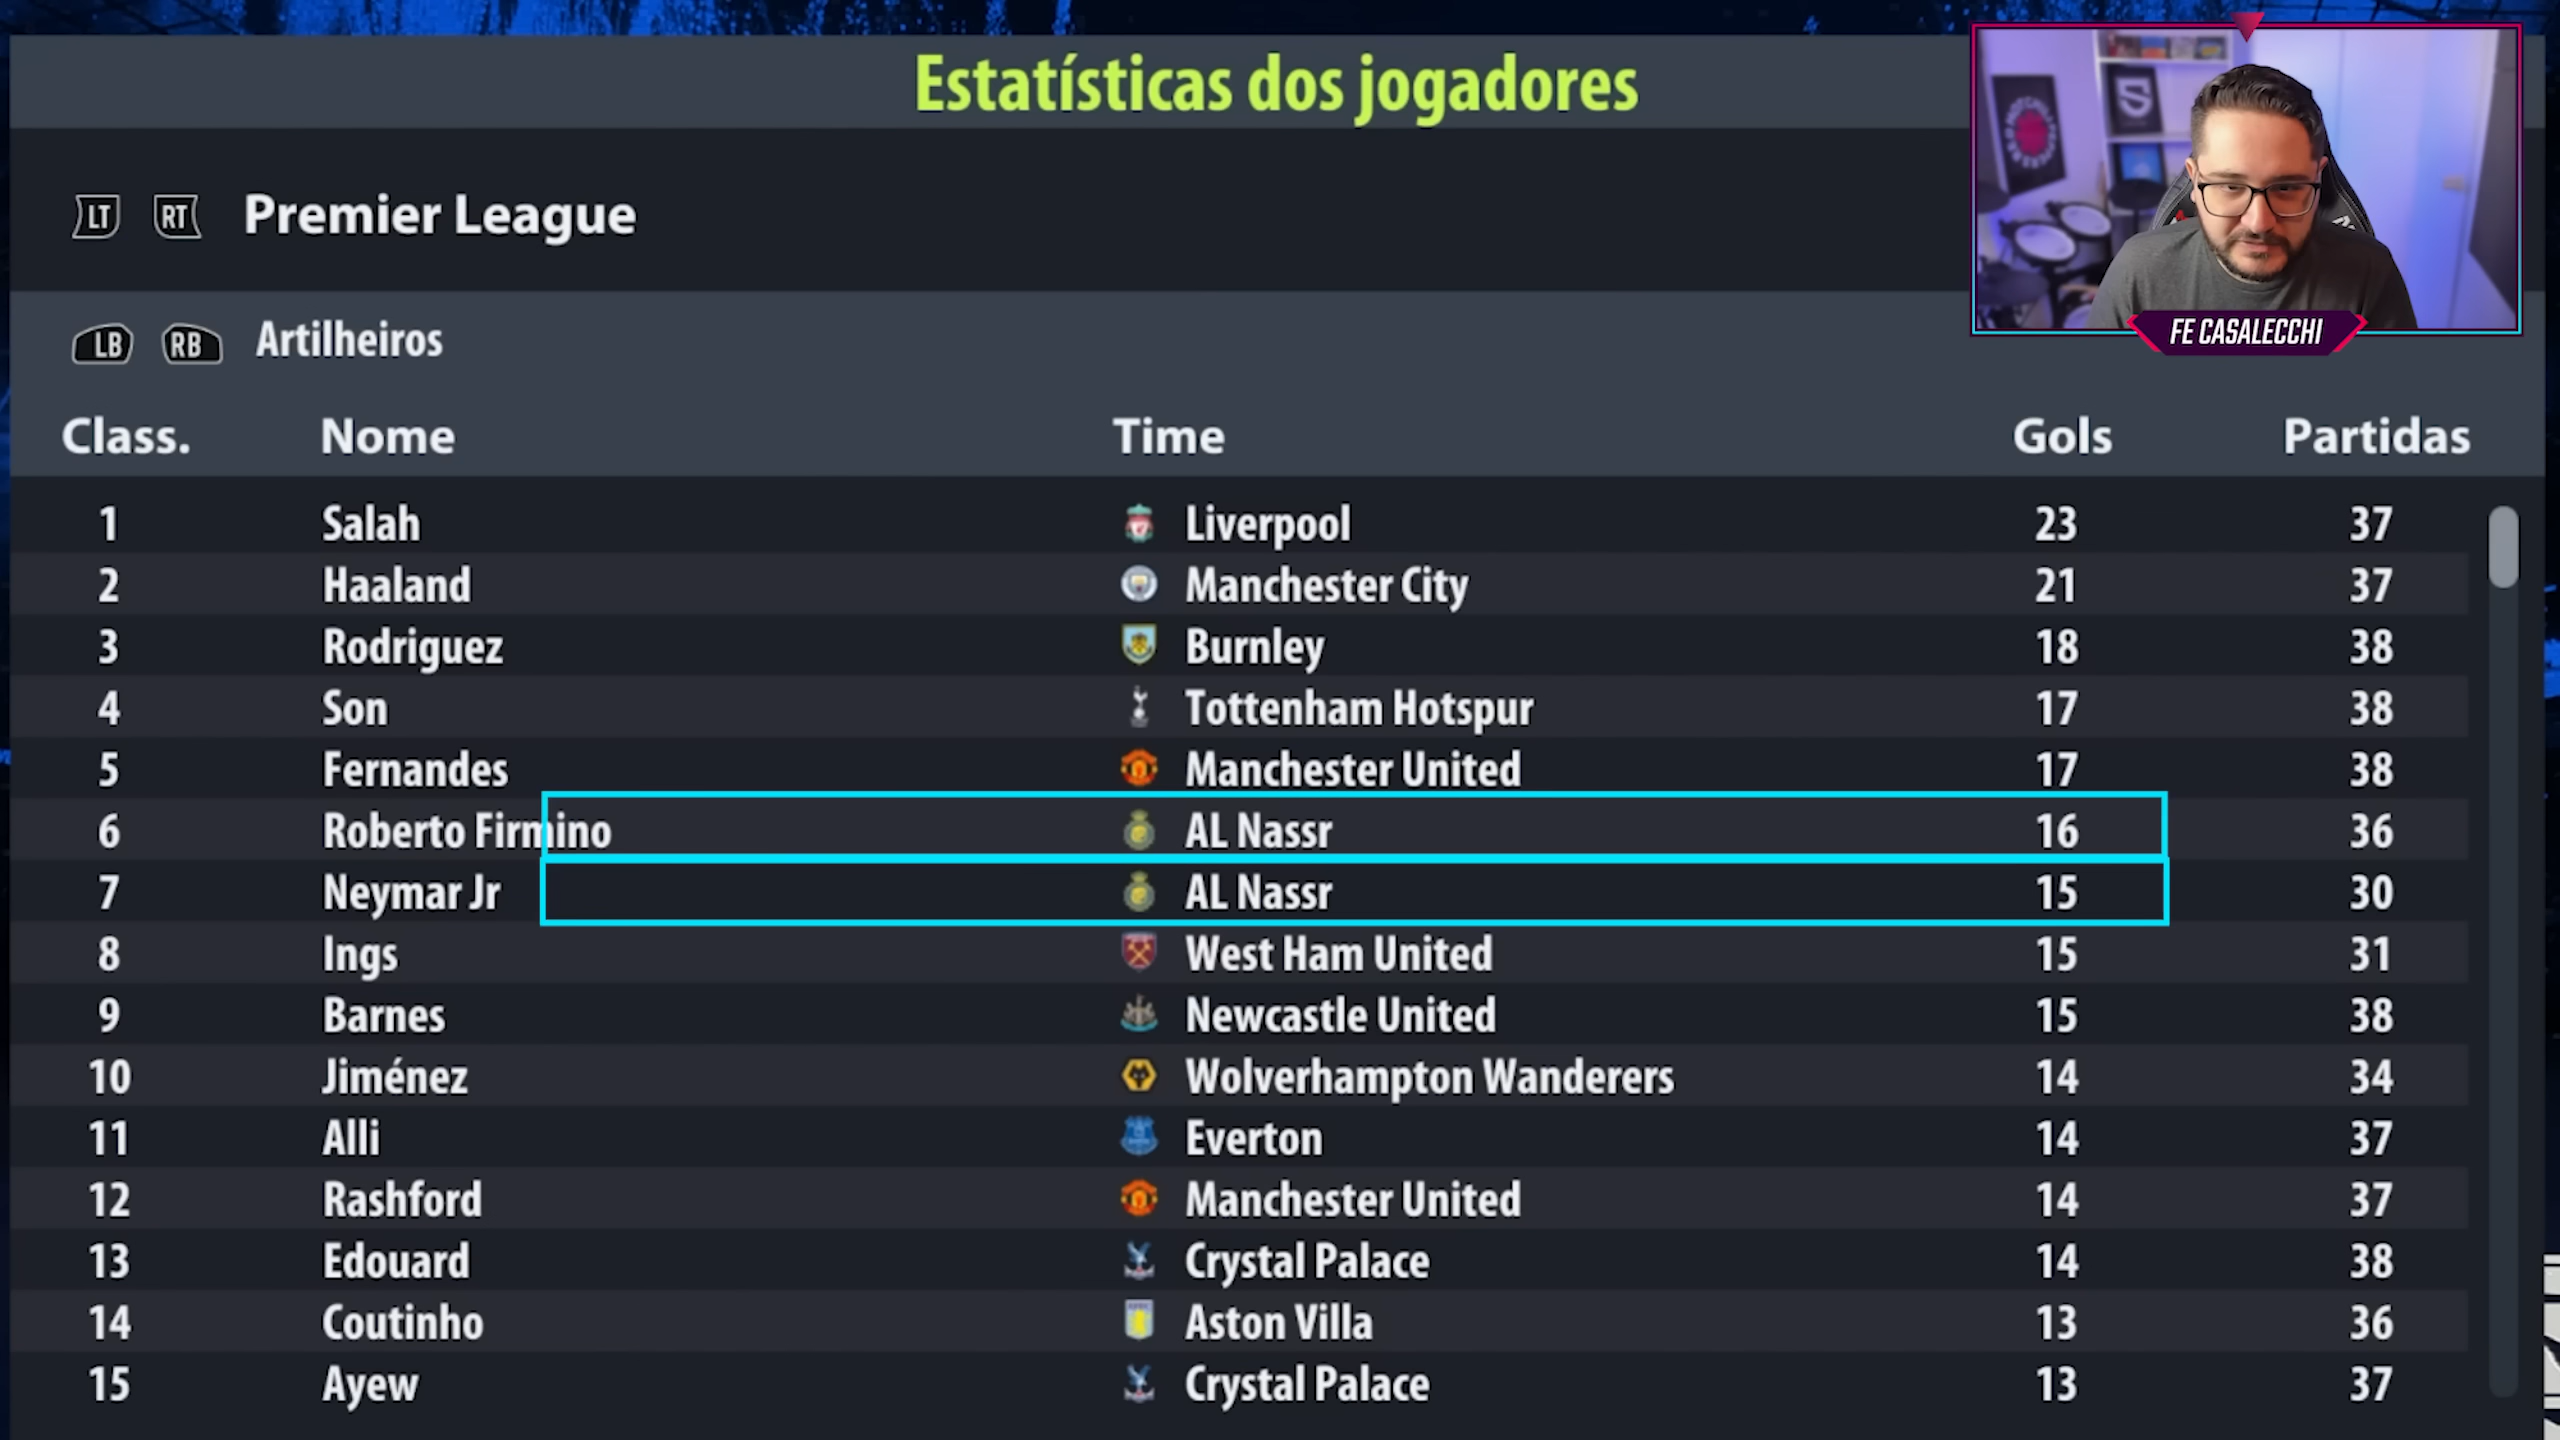 Estatísticas dos jogadores
LT RT Premier League
FE CASALECCHI
LB RB Artilheiros
Class. Nome Time Gols Partidas
1 Salah Liverpool 23 37
2 Haaland Manchester City 21 37
3 Rodriguez Burnley 18 38
4 Son Tottenham Hotspur 17 38
5 Fernandes Manchester United 17 38
6 Roberto Firmino AL Nassr 16 36
7 Neymar Jr AL Nassr 15 30
8 Ings West Ham United 15 31
9 Barnes Newcastle United 15 38
10 Jiménez Wolverhampton Wanderers 14 34
11 Alli Everton 14 37
12 Rashford Manchester United 14 37
13 Edouard Crystal Palace 14 38
14 Coutinho Aston Villa 13 36
15 Ayew Crystal Palace 13 37